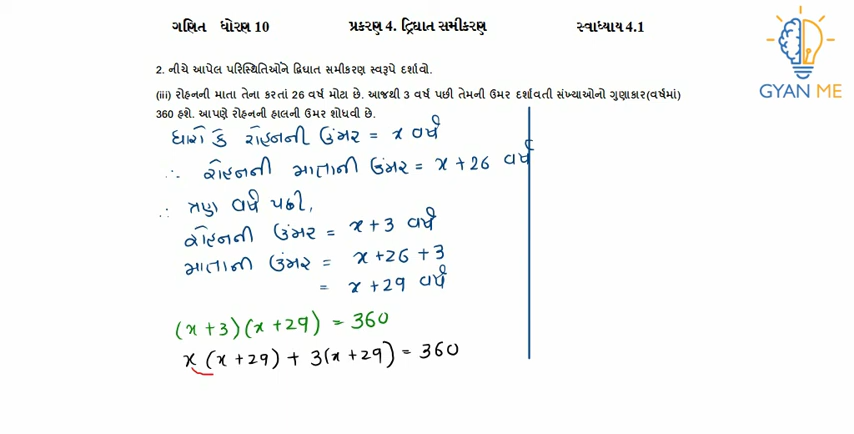 ગણિત ધોરણ 10 પ્રકરણ 4. દ્વિઘાત સમીકરણ સ્વાધ્યાય 4.1
GYAN ME
2. નીચે આપેલ પરિસ્થિતિઓને દ્વિઘાત સમીકરણ સ્વરૂપે દર્શાવો.
(iii) રોહનની માતા તેના કરતાં 26 વર્ષ મોટા છે. આજથી 3 વર્ષ પછી તેમની ઉમર દર્શાવતી સંખ્યાઓનો ગુણાકાર(વર્ષમાં)
360 હશે. આપણે રોહનની હાલની ઉમર શોધવી છે.
ધારો કે રોહનની ઉંમર = x વર્ષ
∴ રોહનની માતાની ઉંમર = x + 26 વર્ષ
∴ ત્રણ વર્ષ પછી,
રોહનની ઉંમર = x + 3 વર્ષ
માતાની ઉંમર = x + 26 + 3
= x + 29 વર્ષ
(x + 3)(x + 29) = 360
x(x + 29) + 3(x + 29) = 360